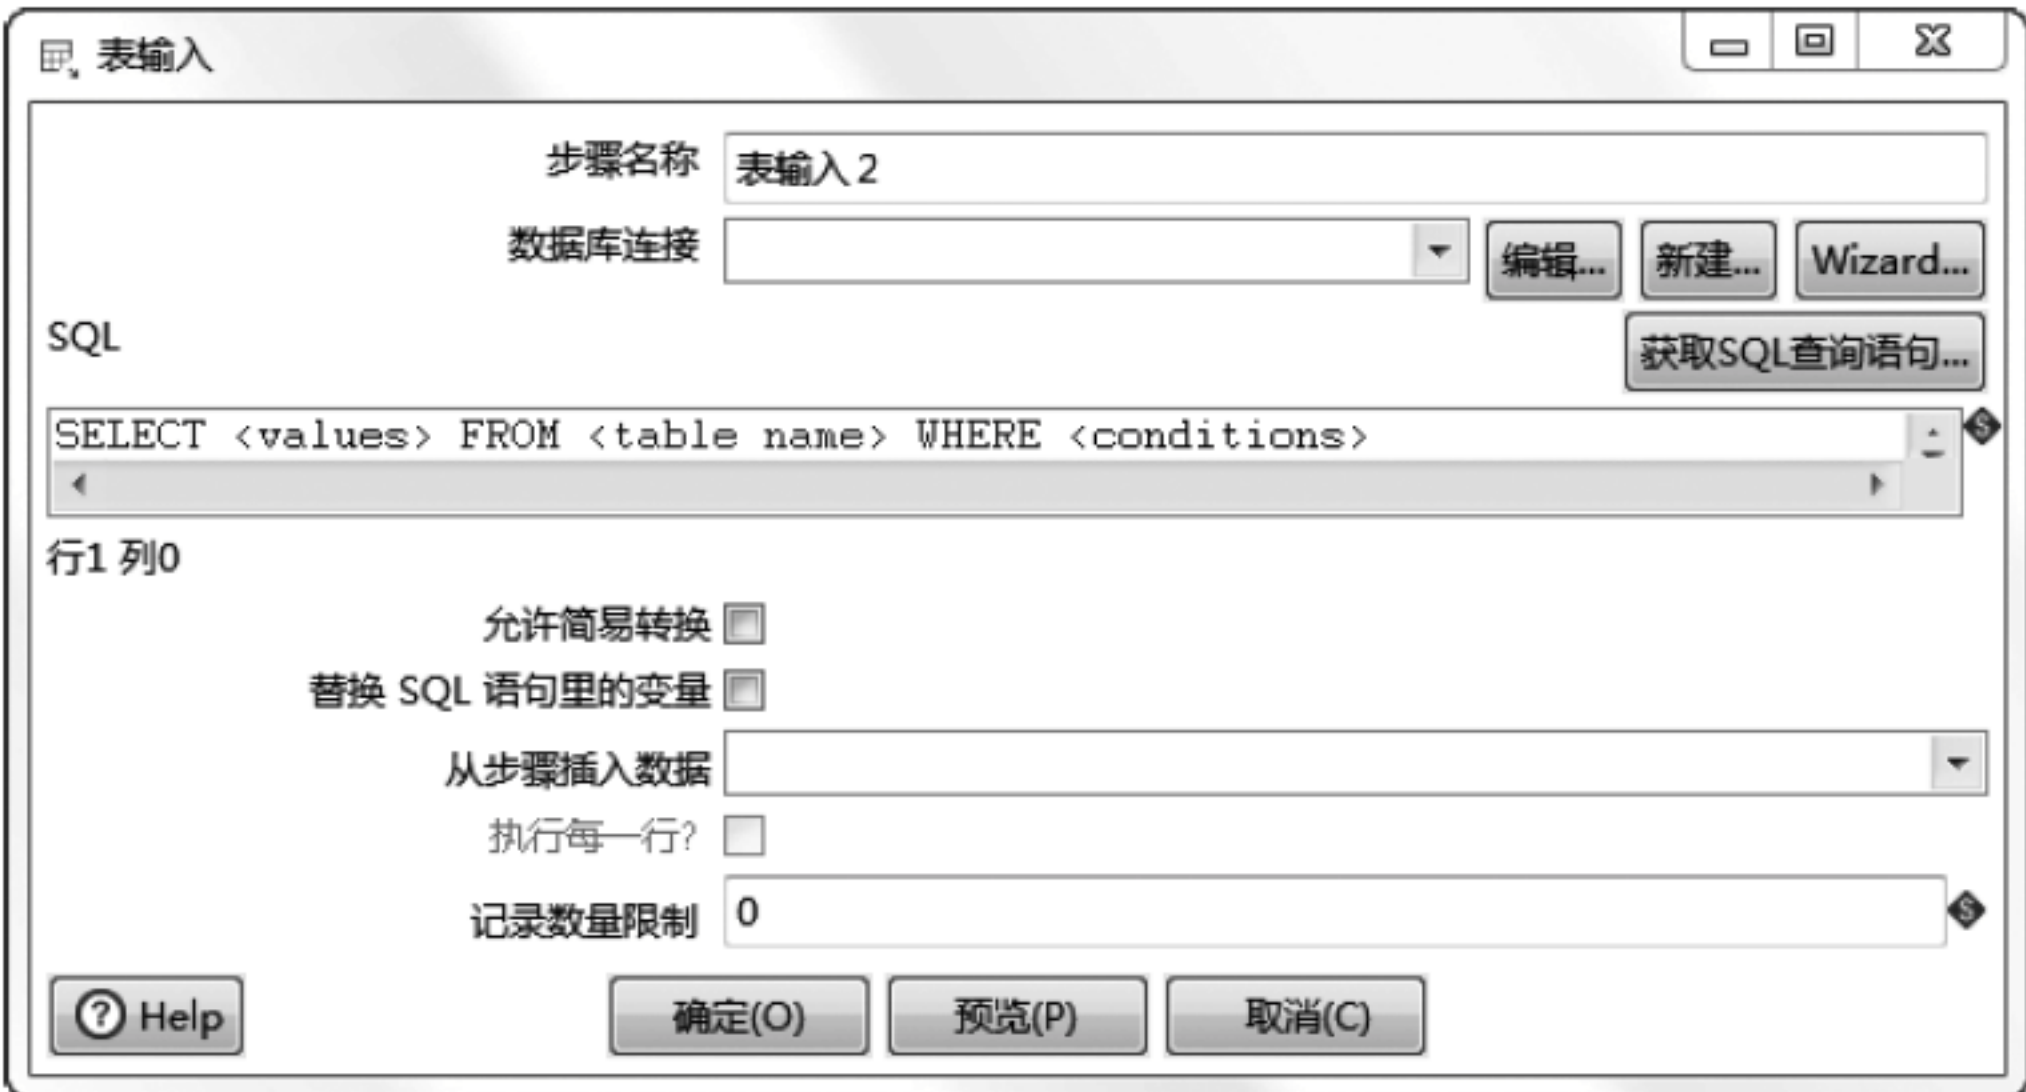 表输入
步骤名称 表输入 2
数据库连接 编辑... 新建... Wizard...
SQL 获取SQL查询语句...
SELECT <values> FROM <table name> WHERE <conditions>
行1 列0
允许简易转换
替换 SQL 语句里的变量
从步骤插入数据
执行每一行?
记录数量限制 0
Help 确定(O) 预览(P) 取消(C)